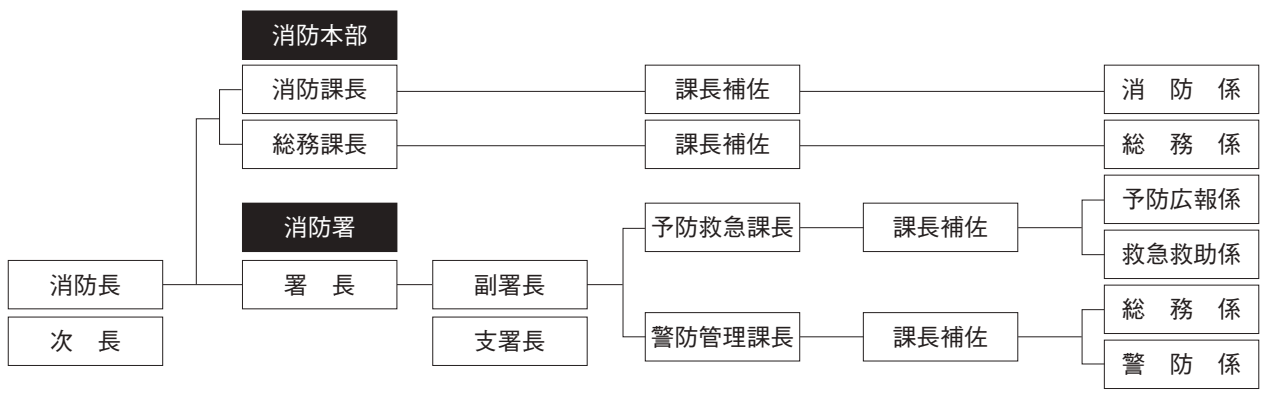 消防本部
消防課長
課長補佐
消 防 係
総務課長
課長補佐
総 務 係
消防署
予防救急課長
課長補佐
予防広報係
救急救助係
消防長
署 長
副署長
総 務 係
次 長
支署長
警防管理課長
課長補佐
警 防 係